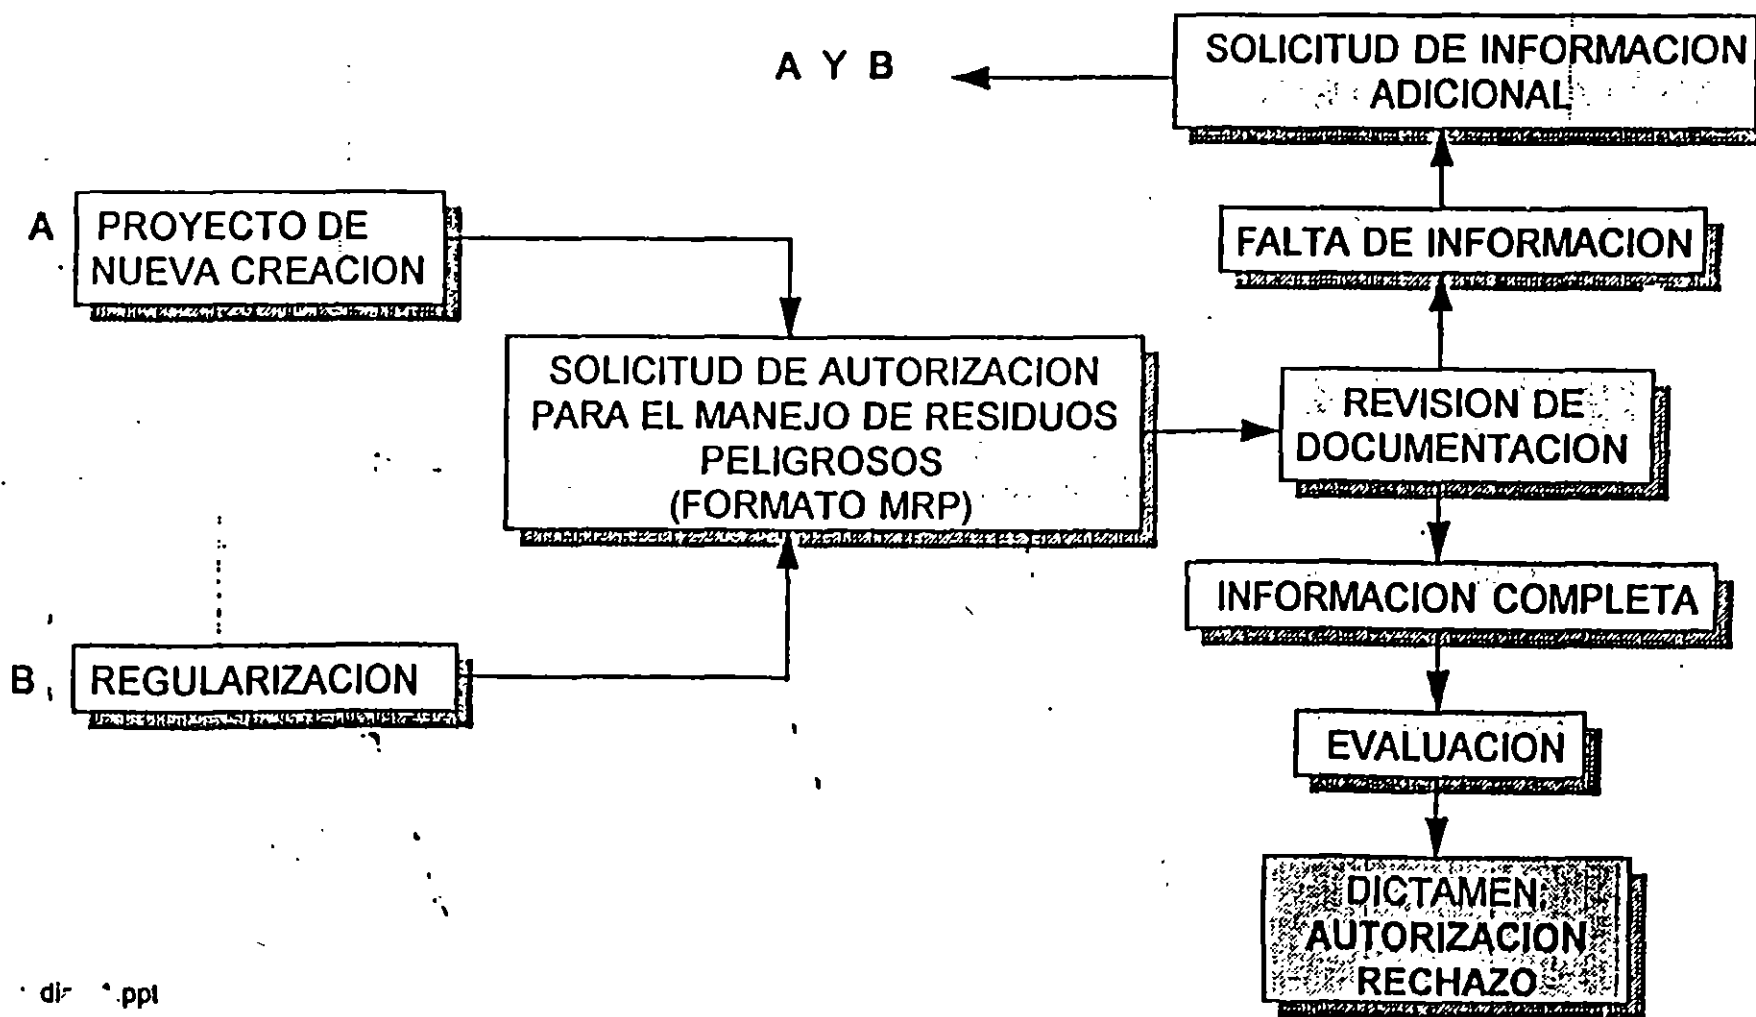 A Y B
SOLICITUD DE INFORMACION
ADICIONAL
A
PROYECTO DE
NUEVA CREACION
FALTA DE INFORMACION
SOLICITUD DE AUTORIZACION
PARA EL MANEJO DE RESIDUOS
PELIGROSOS
(FORMATO MRP)
REVISION DE
DOCUMENTACION
INFORMACION COMPLETA
B
REGULARIZACION
EVALUACION
DICTAMEN
AUTORIZACION
RECHAZO